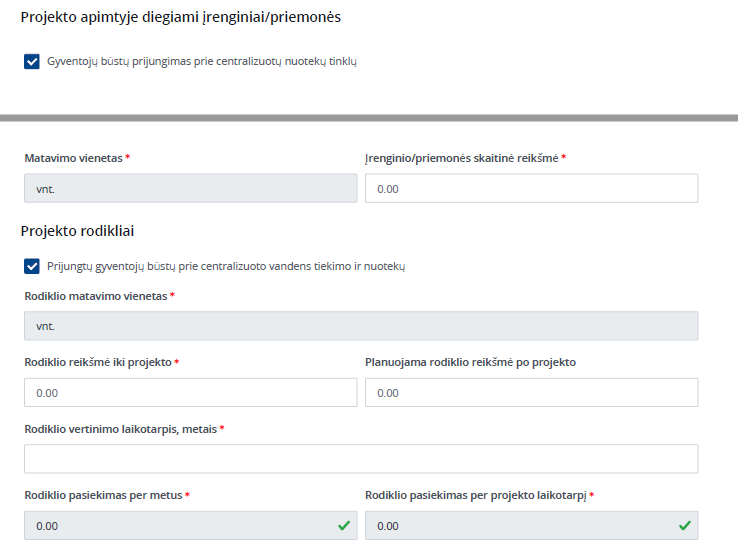 Projekto apimtyje diegiami įrenginiai/priemonės
Gyventojų būstų prijungimas prie centralizuotų nuotekų tinklų
Matavimo vienetas *
Įrenginio/priemonės skaitinė reikšmė *
vnt.
0.00
Projekto rodikliai
Prijungtų gyventojų būstų prie centralizuoto vandens tiekimo ir nuotekų
Rodiklio matavimo vienetas *
vnt.
Rodiklio reikšmė iki projekto *
Planuojama rodiklio reikšmė po projekto
0.00
0.00
Rodiklio vertinimo laikotarpis, metais *
Rodiklio pasiekimas per metus *
Rodiklio pasiekimas per projekto laikotarpį *
0.00
0.00